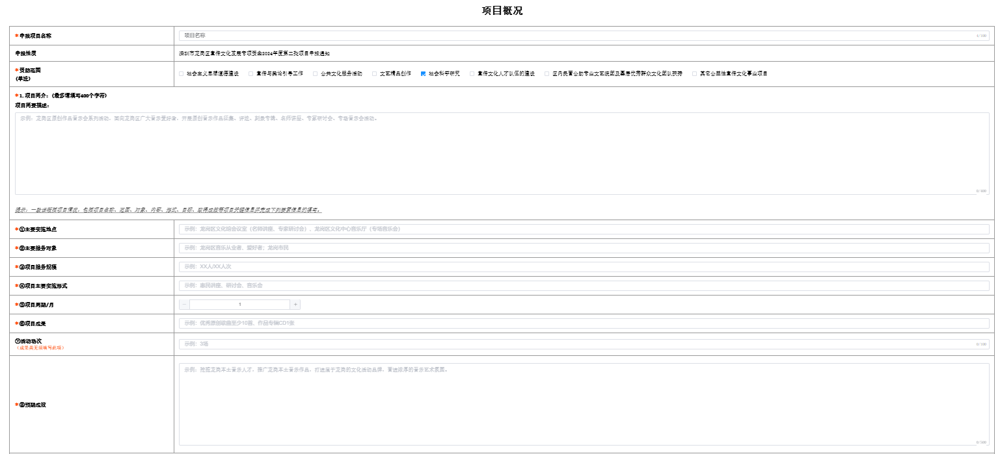 项目概况
*申报项目名称
项目名称
4/100
申报性质
深圳市龙岗区宣传文化发展专项资金2024年度第二批项目申报通知
*资助范围
(单选)
社会主义思想道德建设 宣传与舆论引导工作 公共文化服务活动 文艺精品创作 社会科学研究 宣传文化人才队伍的建设 区内民营公助专业文艺院团及基层优秀群众文化团队扶持 其它公益性宣传文化事业项目
*1.项目简介：(最多请填写400个字符)
项目简要描述：
示例：龙岗区原创作品音乐会系列活动，面向龙岗区广大音乐爱好者，开展原创音乐作品征集、评选、刻录专辑、名师讲座、专家研讨会、专场音乐会活动。
0/400
提示：一段话概括项目情况，包括项目名称、范围、对象、内容、形式、目标、取得成效等项目关键信息并完成下列要素信息的填写。
*①主要实施地点
示例：龙岗区文化馆会议室（名师讲座、专家研讨会）、龙岗区文化中心音乐厅（专场音乐会）
*②主要服务对象
示例：龙岗区音乐从业者、爱好者；龙岗市民
*③项目服务规模
示例：XX人/XX人次
*④项目主要实施形式
示例：惠民讲座、研讨会、音乐会
*⑤项目周期/月
− 1 +
*⑥项目成果
示例：优秀原创歌曲至少10首、作品专辑CD1张
⑦活动场次
（成果类无须填写此项）
示例：3场
0/100
*⑧预期成效
示例：挖掘龙岗本土音乐人才，推广龙岗本土音乐作品，打造属于龙岗的文化活动品牌，营造浓厚的音乐艺术氛围。
0/300